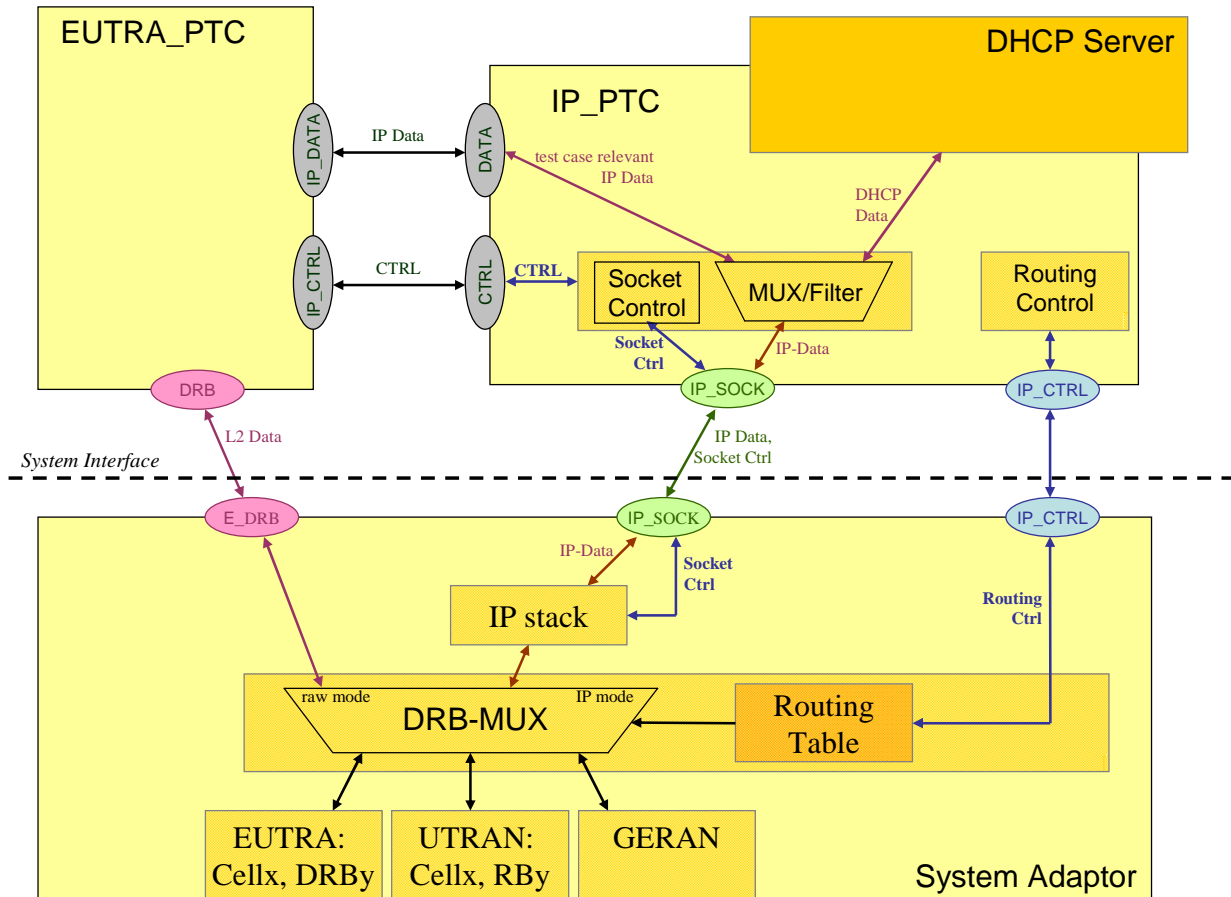 EUTRA_PTC
DHCP Server
IP_PTC
IP_DATA
IP Data
DATA
test case relevant
IP Data
DHCP
Data
IP_CTRL
CTRL
CTRL
CTRL
Socket
Control
MUX/Filter
Routing
Control
Socket
Ctrl
IP-Data
DRB
IP_SOCK
IP_CTRL
L2 Data
IP Data,
Socket Ctrl
System Interface
E_DRB
IP_SOCK
IP_CTRL
IP-Data
Socket
Ctrl
IP stack
Routing
Ctrl
raw mode
IP mode
DRB-MUX
Routing
Table
EUTRA:
Cellx, DRBy
UTRAN:
Cellx, RBy
GERAN
System Adaptor